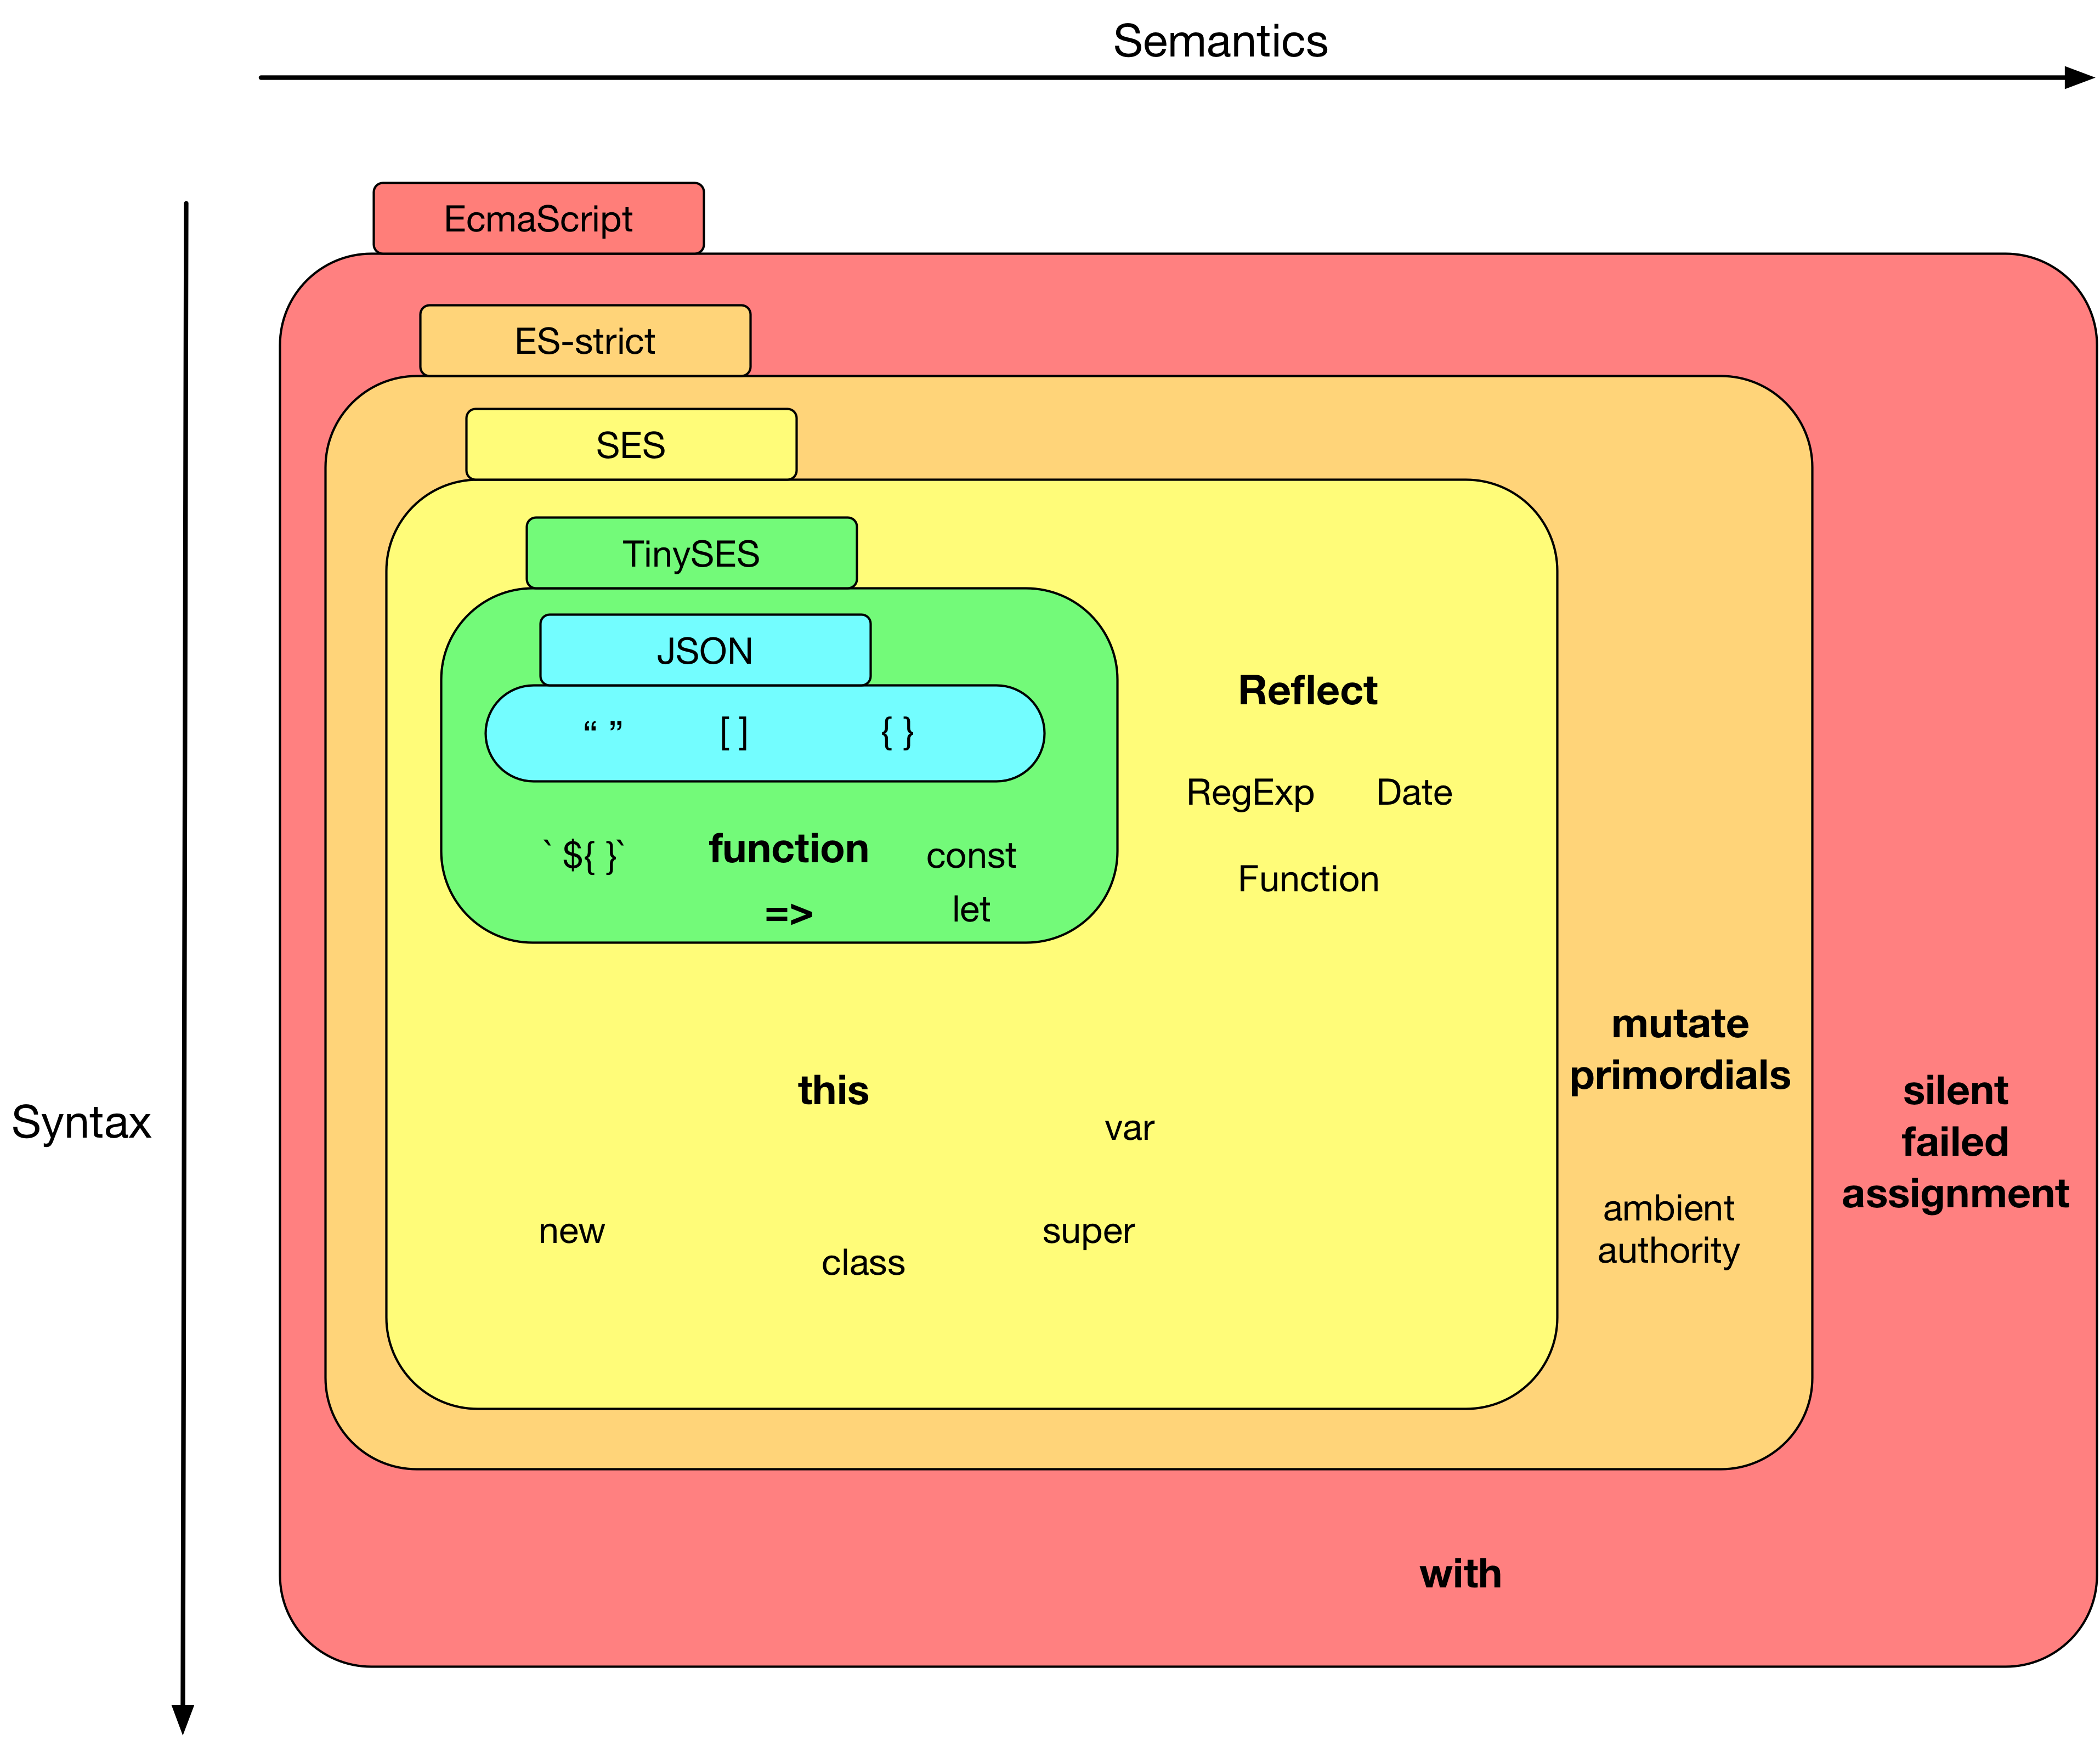 Semantics
EcmaScript
ES-strict
SES
TinySES
JSON
“ ” [ ] { }
Reflect
RegExp Date
` ${ }` function const
Function
=> let
mutate
primordials
this
silent
Syntax
var
failed
assignment
ambient
new super
authority
class
with